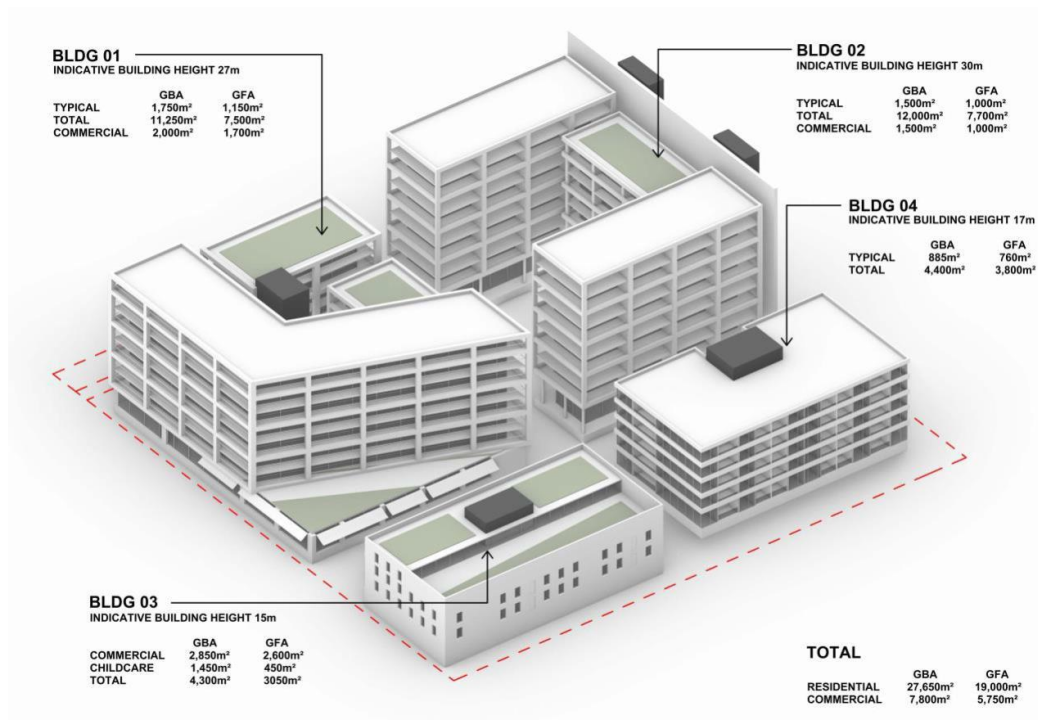 BLDG 01
INDICATIVE BUILDING HEIGHT 27m
GBA GFA
TYPICAL 1,750m² 1,150m²
TOTAL 11,250m² 7,500m²
COMMERCIAL 2,000m² 1,700m²
BLDG 02
INDICATIVE BUILDING HEIGHT 30m
GBA GFA
TYPICAL 1,500m² 1,000m²
TOTAL 12,000m² 7,700m²
COMMERCIAL 1,500m² 1,000m²
BLDG 04
INDICATIVE BUILDING HEIGHT 17m
GBA GFA
TYPICAL 885m² 760m²
TOTAL 4,400m² 3,800m²
BLDG 03
INDICATIVE BUILDING HEIGHT 15m
GBA GFA
COMMERCIAL 2,850m² 2,600m²
CHILDCARE 1,450m² 450m²
TOTAL 4,300m² 3050m²
TOTAL
GBA GFA
RESIDENTIAL 27,650m² 19,000m²
COMMERCIAL 7,800m² 5,750m²